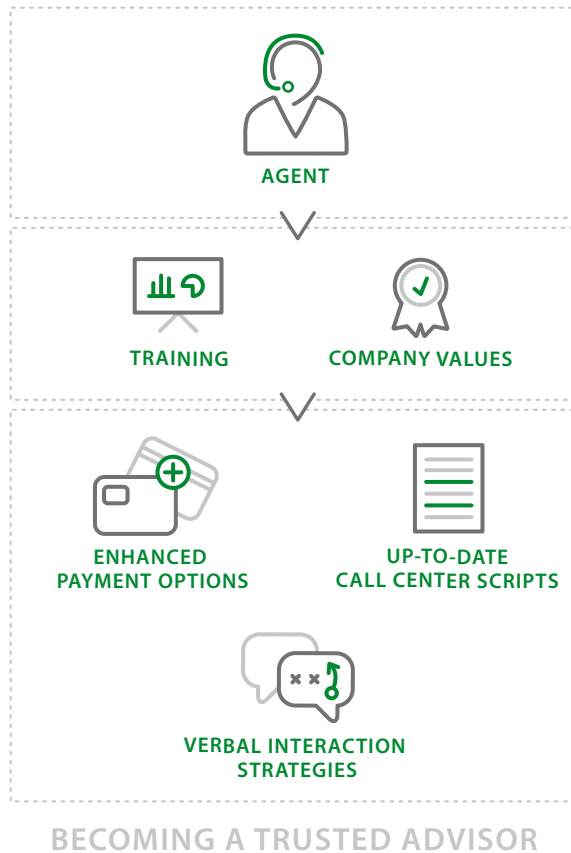 AGENT
TRAINING
COMPANY VALUES
ENHANCED
PAYMENT OPTIONS
UP-TO-DATE
CALL CENTER SCRIPTS
VERBAL INTERACTION
STRATEGIES
BECOMING A TRUSTED ADVISOR